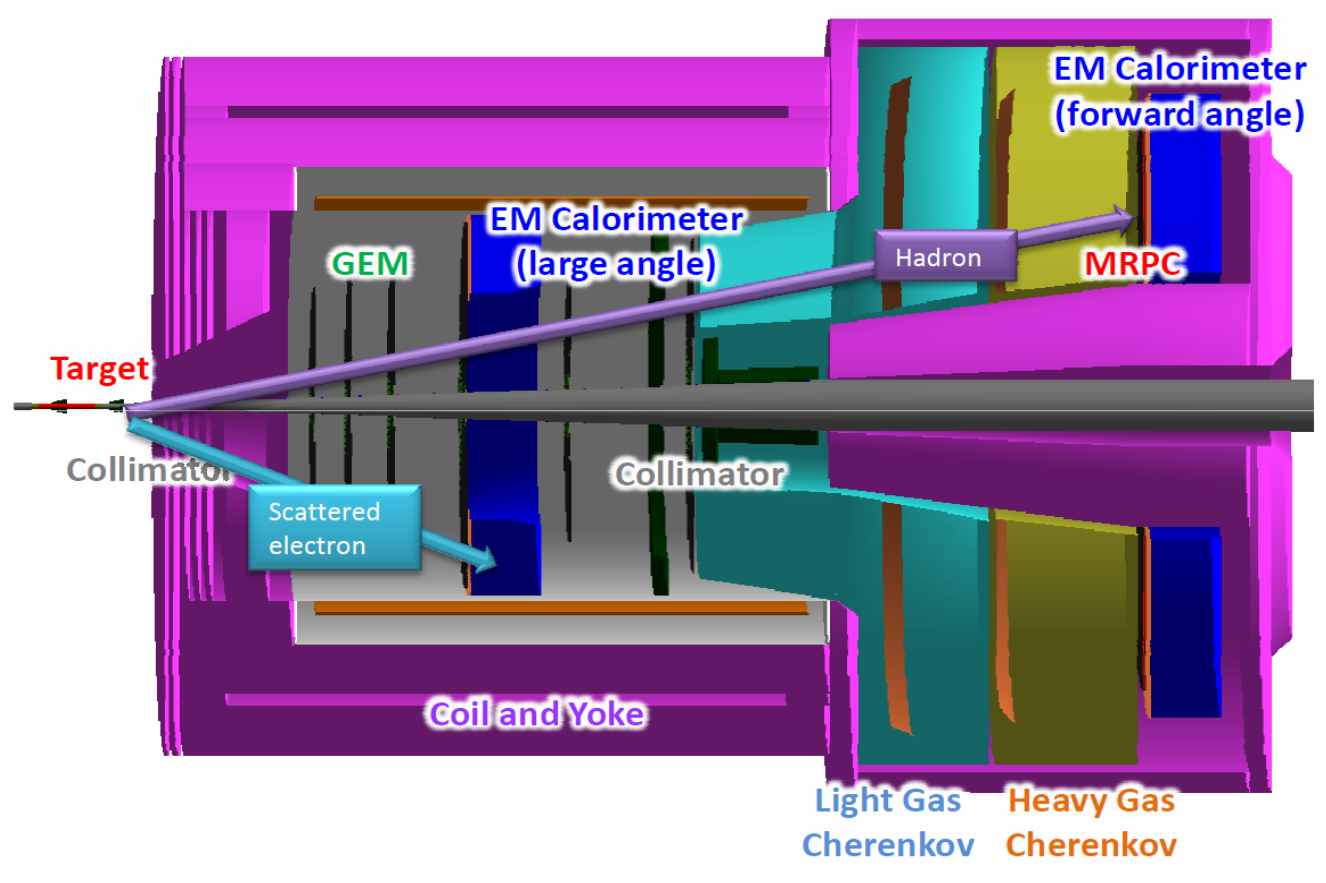 EM Calorimeter
(forward angle)
EM Calorimeter
(large angle)
GEM
Hadron
MRPC
Target
Collimator
Collimator
Scattered
electron
Coil and Yoke
Light Gas
Cherenkov
Heavy Gas
Cherenkov